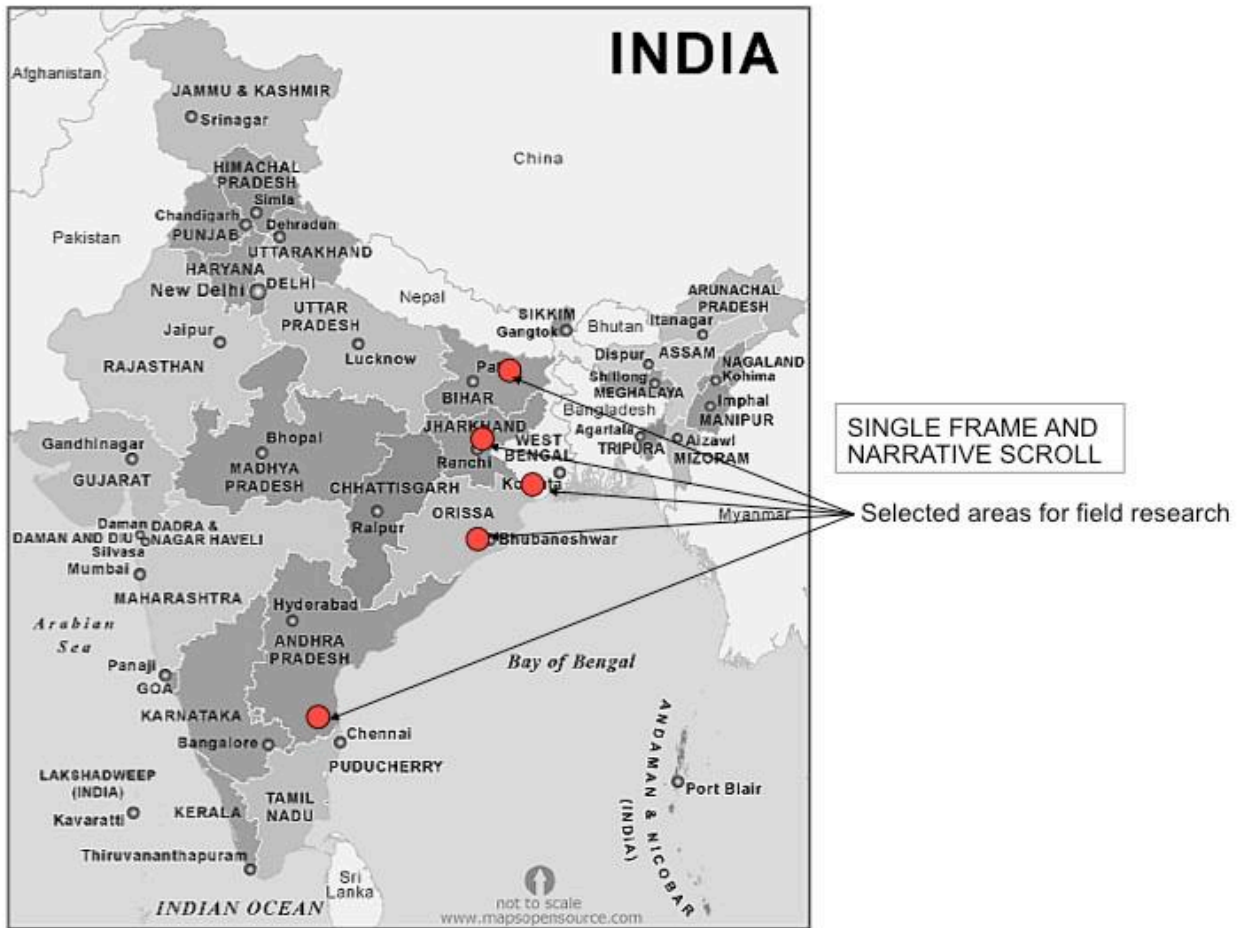 INDIA
Afghanistan
JAMMU & KASHMIR
Srinagar
China
HIMACHAL
PRADESH
Simla
Chandigarh
PUNJAB
Dehradun
UTTARAKHAND
Pakistan
HARYANA
DELHI
New Delhi
Nepal
UTTAR
PRADESH
Lucknow
Jaipur
RAJASTHAN
SIKKIM
Gangtok
Bhutan
ARUNACHAL
PRADESH
Itanagar
Dispur
ASSAM
NAGALAND
Kohima
Shillong
MEGHALAYA
Imphal
MANIPUR
BIHAR
Bangladesh
Agartala
TRIPURA
Aizawl
MIZORAM
JHARKHAND
Ranchi
WEST
BENGAL
Gandhinagar
GUJARAT
Bhopal
MADHYA
PRADESH
CHHATTISGARH
Raipur
ORISSA
Bhubaneshwar
Myanmar
SINGLE FRAME AND
NARRATIVE SCROLL
Selected areas for field research
Daman
DAMAN AND DIU
DADRA &
NAGAR HAVELI
Silvasa
Mumbai
MAHARASHTRA
Hyderabad
ANDHRA
PRADESH
Arabian
Sea
Bay of Bengal
Panaji
GOA
KARNATAKA
Bangalore
Chennai
PUDUCHERRY
LAKSHADWEEP
(INDIA)
Kavaratti
KERALA
TAMIL
NADU
Thiruvananthapuram
Sri
Lanka
INDIAN OCEAN
ANDAMAN & NICOBAR
(INDIA)
Port Blair
not to scale
www.mapsopensource.com